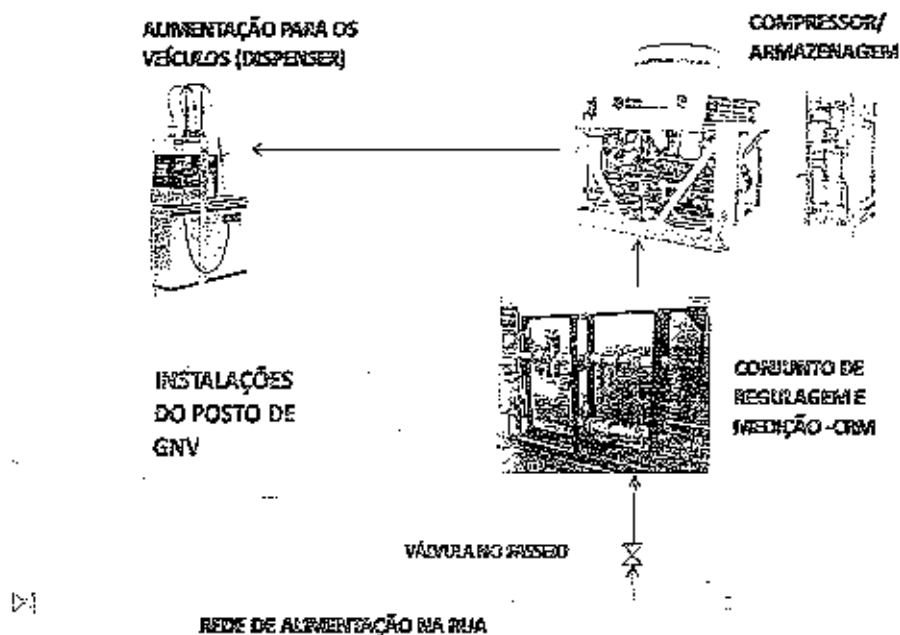 ALIMENTAÇÃO PARA OS
VEÍCULOS (DISPENSER)
COMPRESSOR/
ARMAZENAGEM
INSTALAÇÕES
DO POSTO DE
GNV
CONJUNTO DE
REGULAGEM E
MEDIÇÃO -CRM
VÁLVULA NO PASSEIO
REDE DE ALIMENTAÇÃO NA RUA